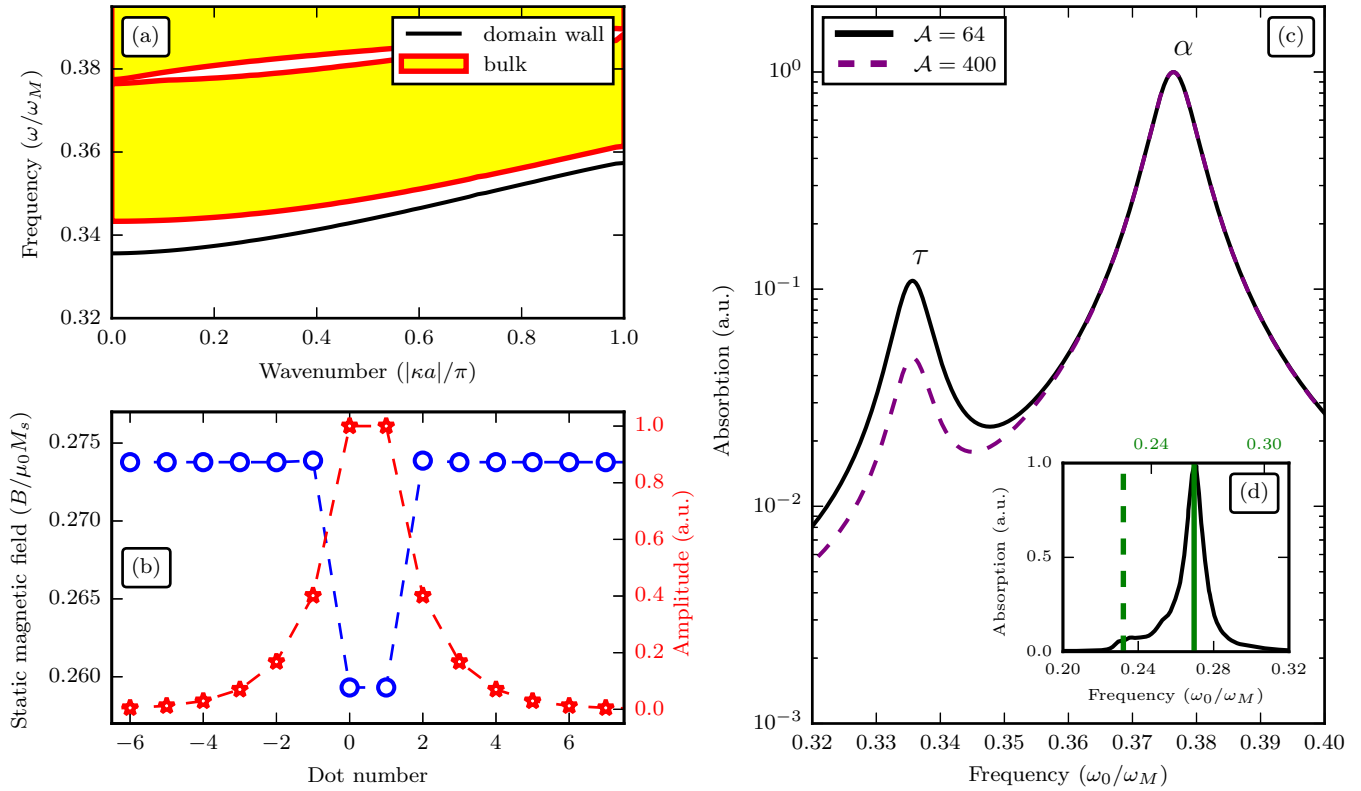 (a)
domain wall
bulk
Frequency (ω/ω_M)
0.38
0.36
0.34
0.32
0.0 0.2 0.4 0.6 0.8 1.0
Wavenumber (|κa|/π)
(b)
Static magnetic field (B/μ₀M_s)
0.275
0.270
0.265
0.260
Amplitude (a.u.)
1.0
0.8
0.6
0.4
0.2
0.0
−6 −4 −2 0 2 4 6
Dot number
(c)
𝒜 = 64
𝒜 = 400
α
τ
Absorbtion (a.u.)
10⁰
10⁻¹
10⁻²
10⁻³
0.32 0.33 0.34 0.35 0.36 0.37 0.38 0.39 0.40
Frequency (ω₀/ω_M)
0.24 0.30
(d)
Absorption (a.u.)
1.0
0.5
0.0
0.20 0.24 0.28 0.32
Frequency (ω₀/ω_M)